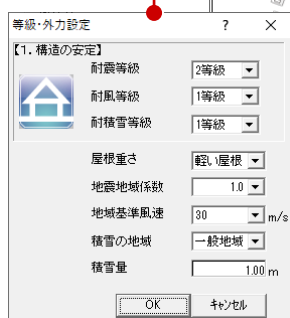 等級・外力設定 ? ×
【1.構造の安定】
耐震等級 2等級
耐風等級 1等級
耐積雪等級 1等級
屋根重さ 軽い屋根
地震地域係数 1.0
地域基準風速 30 m/s
積雪の地域 一般地域
積雪量 1.00 m
OK キャンセル